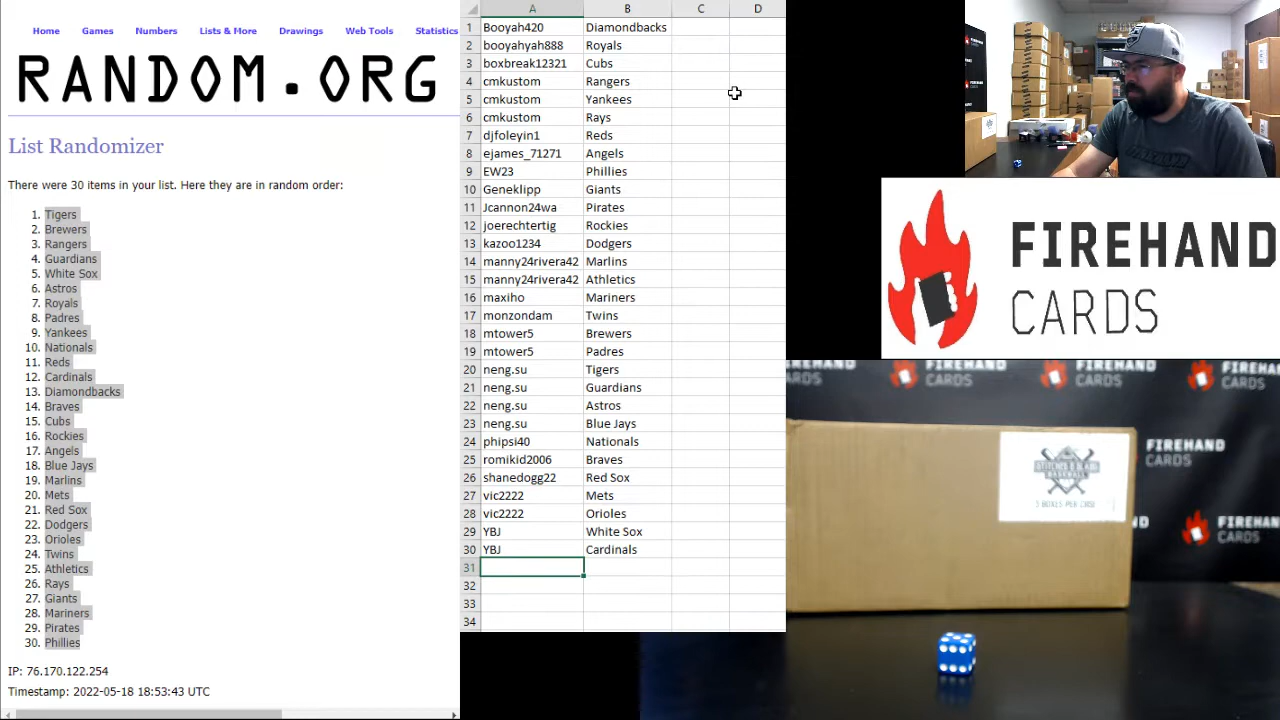 Home Games Numbers Lists & More Drawings Web Tools Statistics
RANDOM.ORG
List Randomizer
There were 30 items in your list. Here they are in random order:
1. Tigers
2. Brewers
3. Rangers
4. Guardians
5. White Sox
6. Astros
7. Royals
8. Padres
9. Yankees
10. Nationals
11. Reds
12. Cardinals
13. Diamondbacks
14. Braves
15. Cubs
16. Rockies
17. Angels
18. Blue Jays
19. Marlins
20. Mets
21. Red Sox
22. Dodgers
23. Orioles
24. Twins
25. Athletics
26. Rays
27. Giants
28. Mariners
29. Pirates
30. Phillies
IP: 76.170.122.254
Timestamp: 2022-05-18 18:53:43 UTC
A B C D
1 Booyah420 Diamondbacks
2 booyahyah888 Royals
3 boxbreak12321 Cubs
4 cmkustom Rangers
5 cmkustom Yankees
6 cmkustom Rays
7 djfoleyin1 Reds
8 ejames_71271 Angels
9 EW23 Phillies
10 Geneklipp Giants
11 Jcannon24wa Pirates
12 joerechtertig Rockies
13 kazoo1234 Dodgers
14 manny24rivera42 Marlins
15 manny24rivera42 Athletics
16 maxiho Mariners
17 monzondam Twins
18 mtower5 Brewers
19 mtower5 Padres
20 neng.su Tigers
21 neng.su Guardians
22 neng.su Astros
23 neng.su Blue Jays
24 phipsi40 Nationals
25 romikid2006 Braves
26 shanedogg22 Red Sox
27 vic2222 Mets
28 vic2222 Orioles
29 YBJ White Sox
30 YBJ Cardinals
31
32
33
34
FIREHAND
CARDS
FIREHAND
CARDS
FIREHAND
CARDS
FIREHAND
CARDS
FIREHAND
CARDS
STITCHES & SLABS
BASEBALL